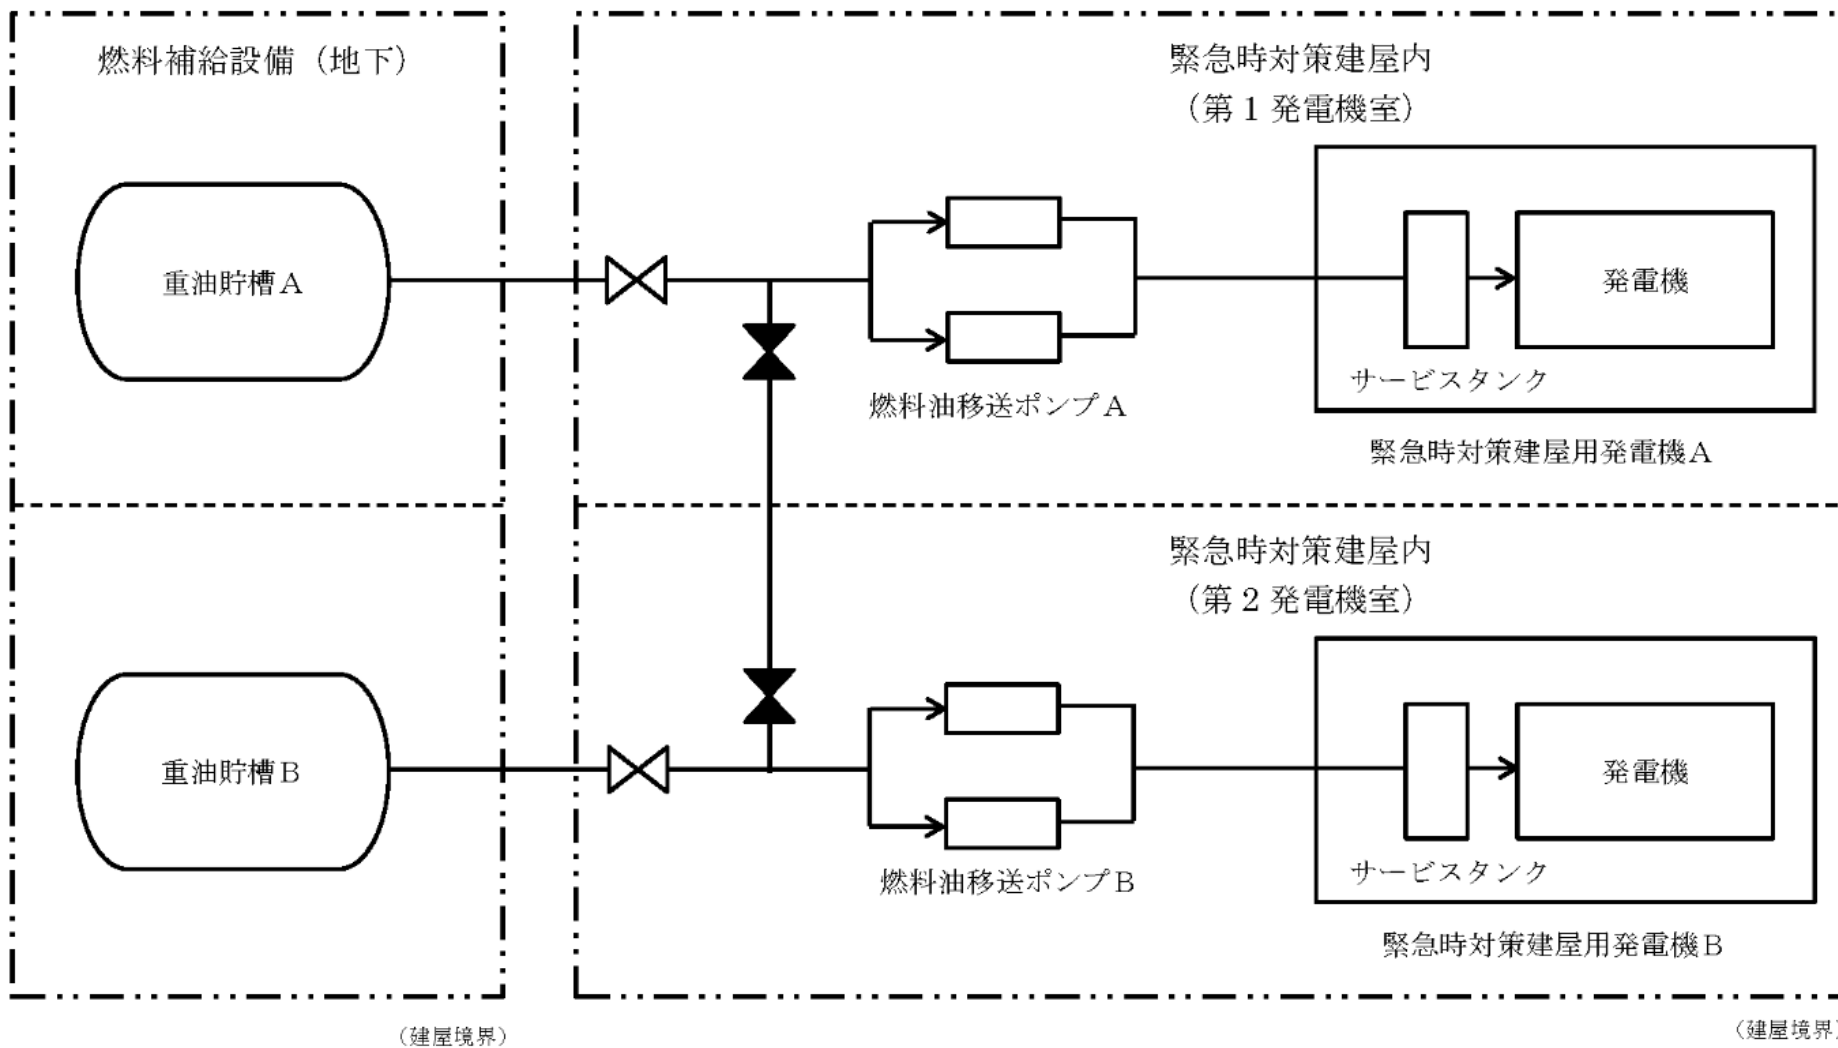 燃料補給設備（地下）
重油貯槽Ａ
重油貯槽Ｂ
（建屋境界）
緊急時対策建屋内
（第１発電機室）
燃料油移送ポンプＡ
発電機
サービスタンク
緊急時対策建屋用発電機Ａ
緊急時対策建屋内
（第２発電機室）
燃料油移送ポンプＢ
発電機
サービスタンク
緊急時対策建屋用発電機Ｂ
（建屋境界）